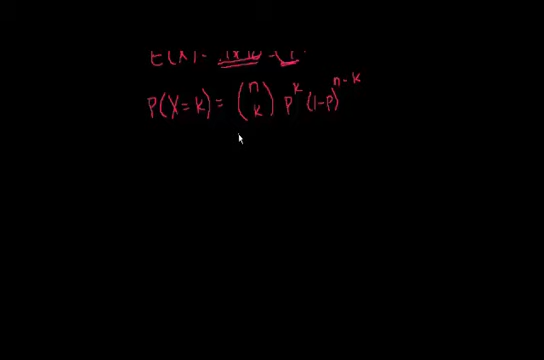 E(X) =
P(X=k) = (n k) p^k (1-p)^{n-k}